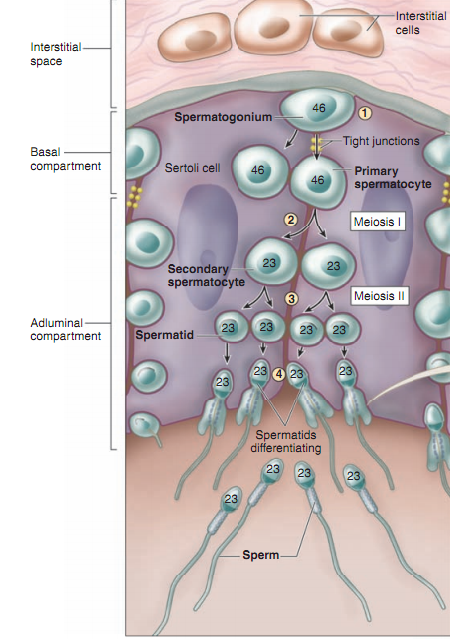 Interstitial
cells
Interstitial
space
46
1
Spermatogonium
Tight junctions
Basal
compartment
Sertoli cell
46
46
Primary
spermatocyte
2
Meiosis I
23
23
Secondary
spermatocyte
3
Meiosis II
Adluminal
compartment
Spermatid
23
23
23
23
23
23
4
23
23
Spermatids
differentiating
23
23
23
23
Sperm